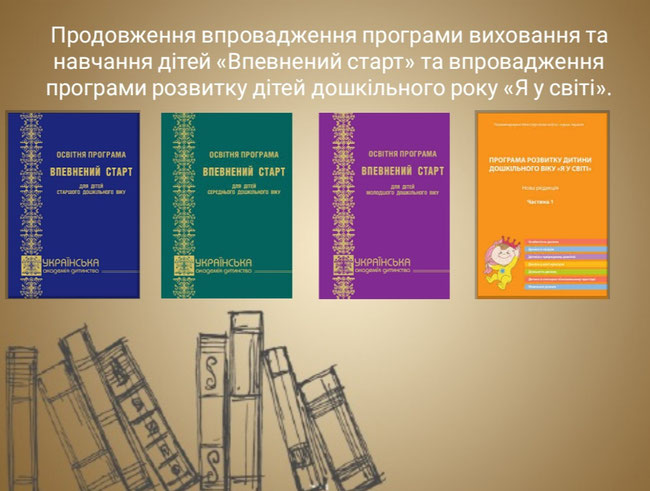 Продовження впровадження програми виховання та
навчання дітей «Впевнений старт» та впровадження
програми розвитку дітей дошкільного року «Я у світі».
ОСВІТНЯ ПРОГРАМА
ВПЕВНЕНИЙ СТАРТ
ДЛЯ ДІТЕЙ
СТАРШОГО ДОШКІЛЬНОГО ВІКУ
УКРАЇНСЬКА
академія дитинства
ОСВІТНЯ ПРОГРАМА
ВПЕВНЕНИЙ СТАРТ
ДЛЯ ДІТЕЙ
СЕРЕДНЬОГО ДОШКІЛЬНОГО ВІКУ
УКРАЇНСЬКА
академія дитинства
ОСВІТНЯ ПРОГРАМА
ВПЕВНЕНИЙ СТАРТ
ДЛЯ ДІТЕЙ
МОЛОДШОГО ДОШКІЛЬНОГО ВІКУ
УКРАЇНСЬКА
академія дитинства
ПРОГРАМА РОЗВИТКУ ДИТИНИ
ДОШКІЛЬНОГО ВІКУ «Я У СВІТІ»
Нова редакція
Частина 1